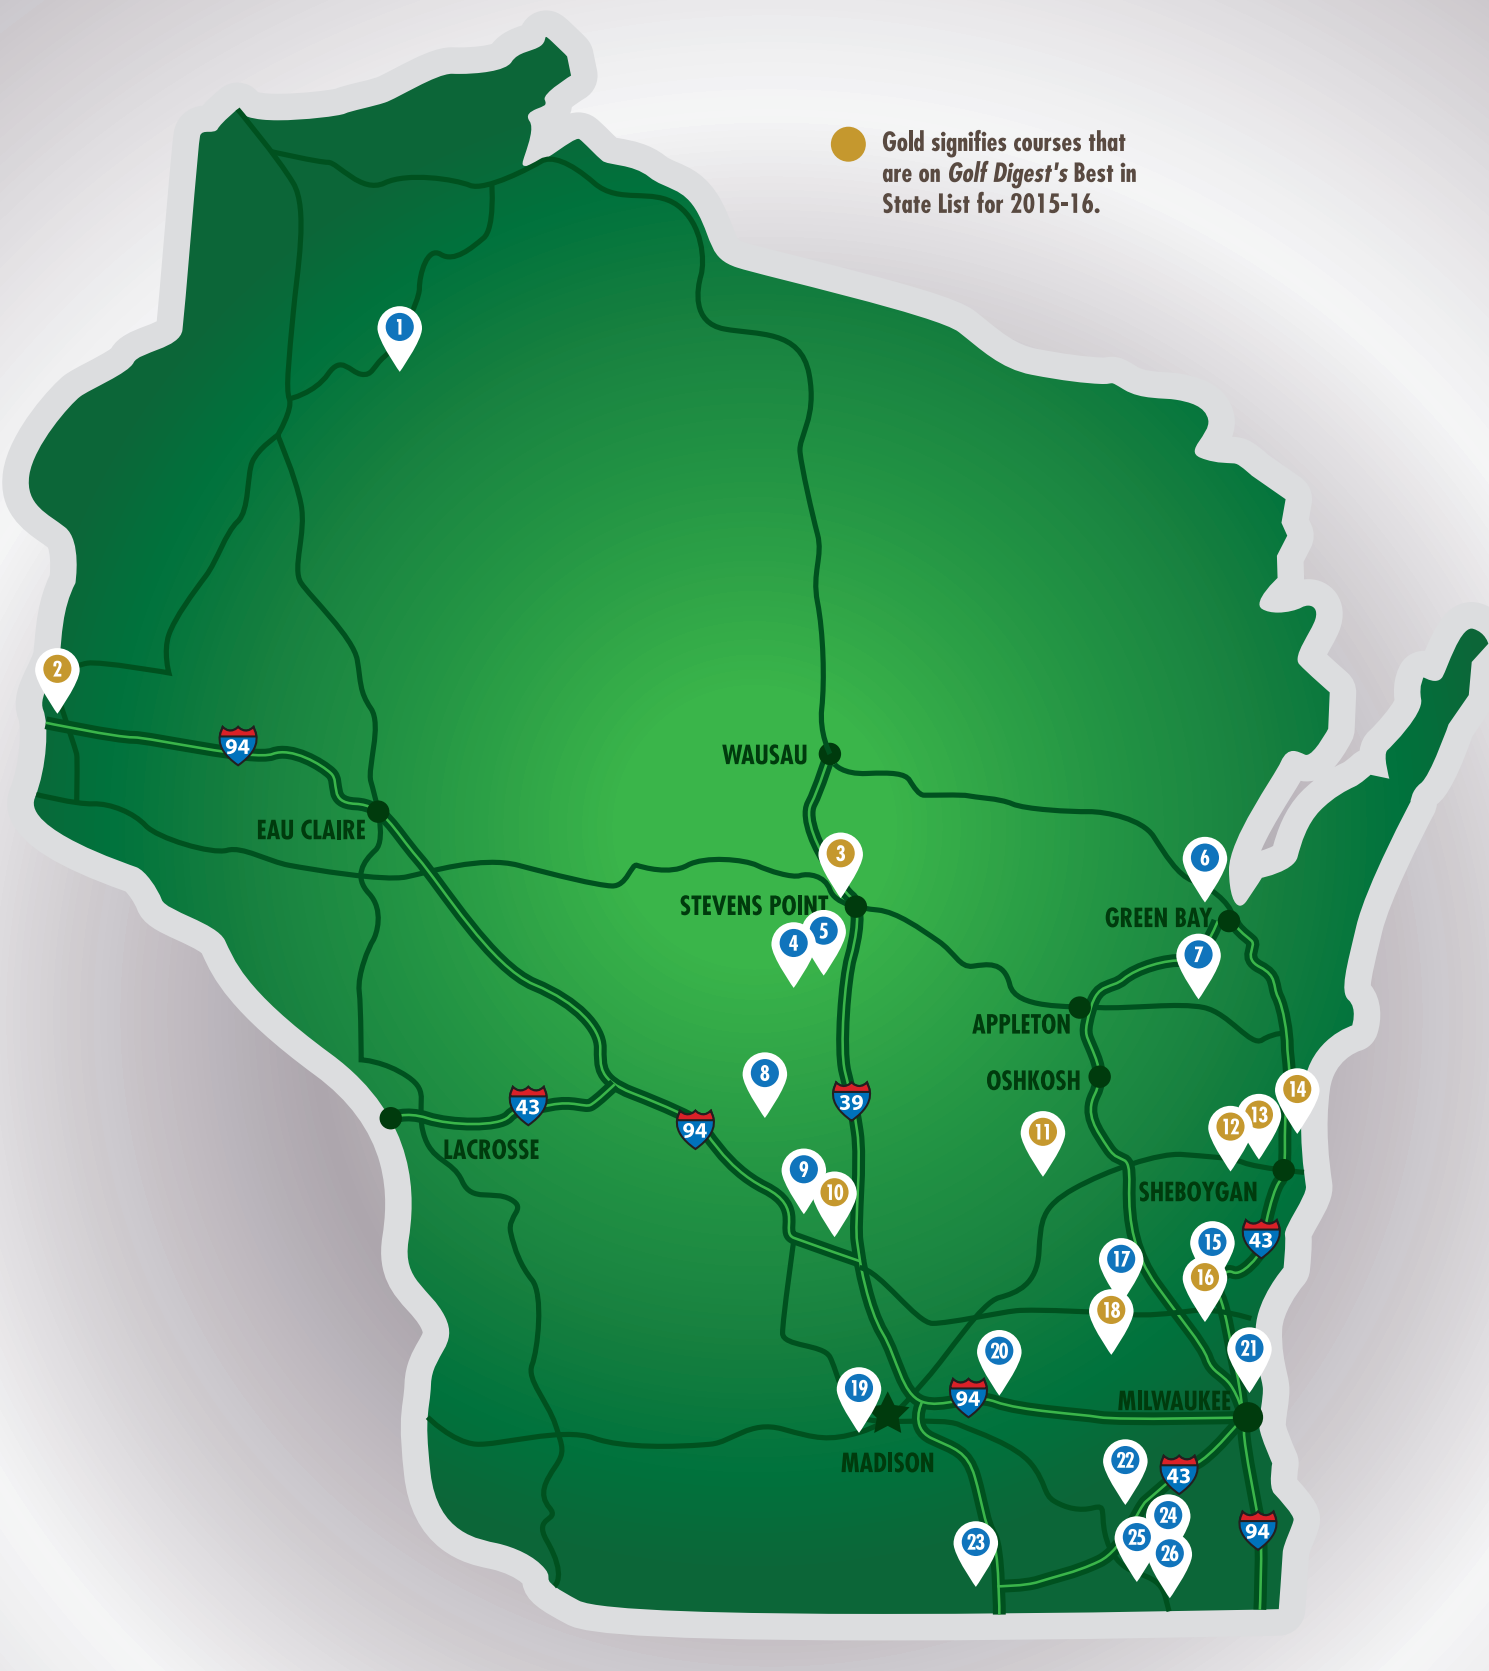 Gold signifies courses that
are on Golf Digest's Best in
State List for 2015-16.
1
2
94
WAUSAU
EAU CLAIRE
3
6
STEVENS POINT
GREEN BAY
5
4
7
APPLETON
8
OSHKOSH
14
39
43
13
12
94
11
LACROSSE
9
10
SHEBOYGAN
43
15
17
16
18
21
20
19
94
MILWAUKEE
MADISON
22
43
24
94
25
23
26